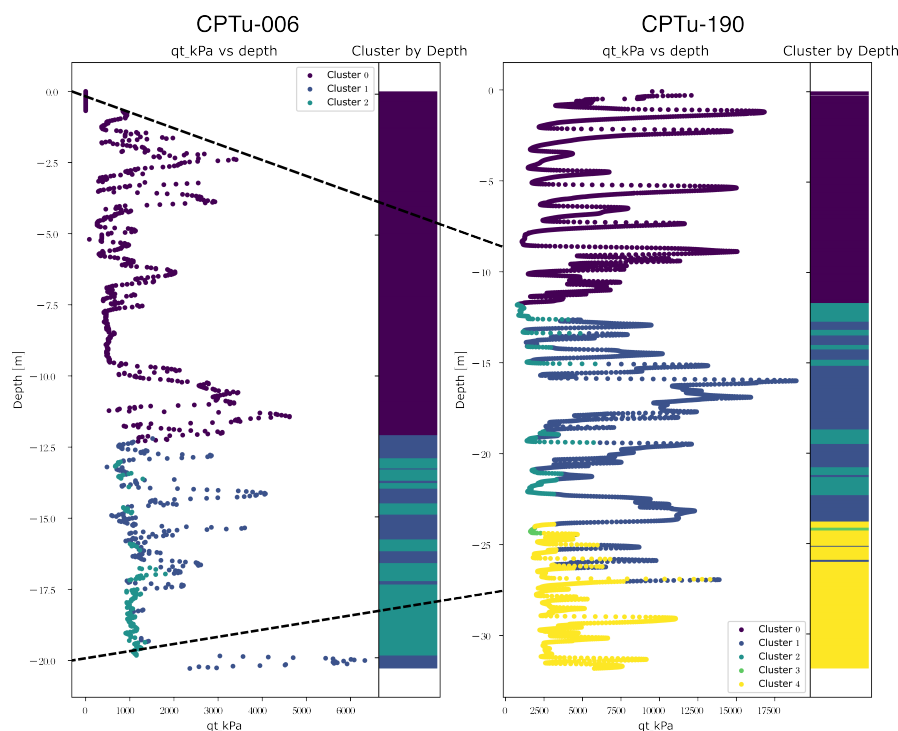 CPTu-006
CPTu-190
qt_kPa vs depth
Cluster by Depth
qt_kPa vs depth
Cluster by Depth
Cluster 0
Cluster 1
Cluster 2
0.0
−2.5
−5.0
−7.5
−10.0
−12.5
−15.0
−17.5
−20.0
Depth [m]
0
1000
2000
3000
4000
5000
6000
qt kPa
0
−5
−10
−15
−20
−25
−30
Depth [m]
Cluster 0
Cluster 1
Cluster 2
Cluster 3
Cluster 4
0
2500
5000
7500
10000
12500
15000
17500
qt kPa